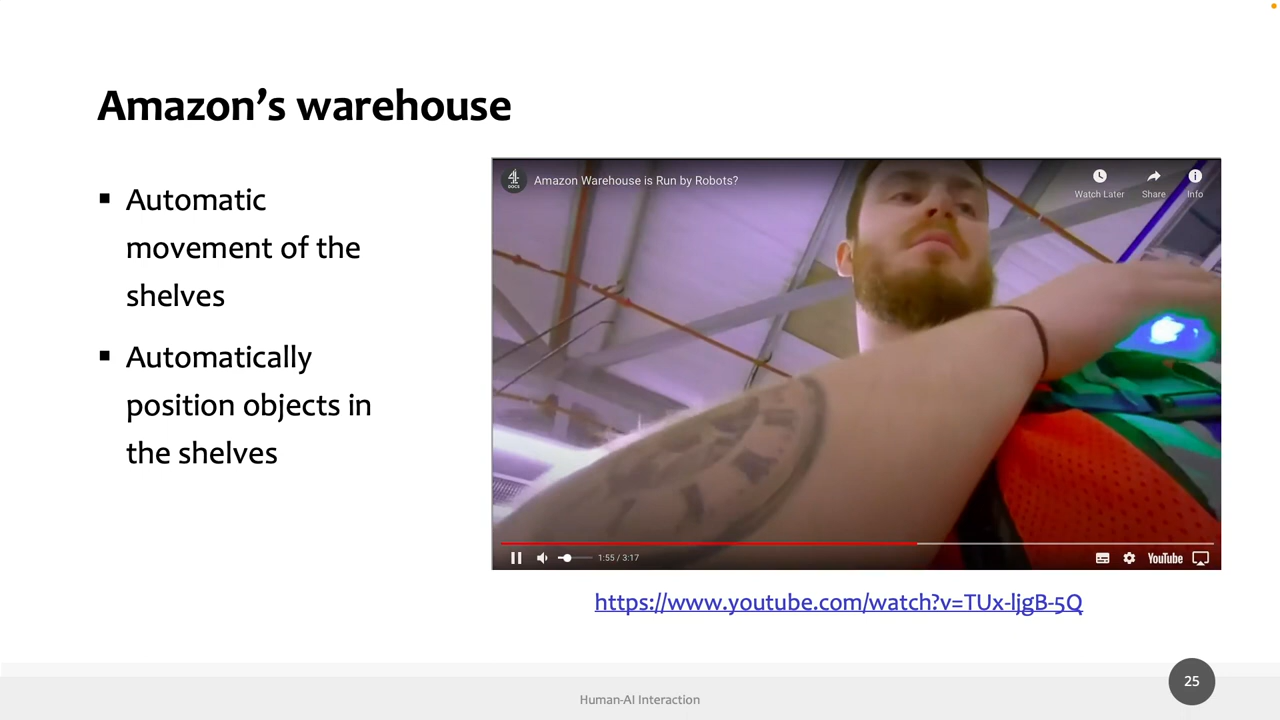 Amazon’s warehouse
▪ Automatic
movement of the
shelves
▪ Automatically
position objects in
the shelves
4
DOCS
Amazon Warehouse is Run by Robots?
Watch Later
Share
Info
1:55 / 3:17
YouTube
https://www.youtube.com/watch?v=TUx-ljgB-5Q
Human-AI Interaction
25